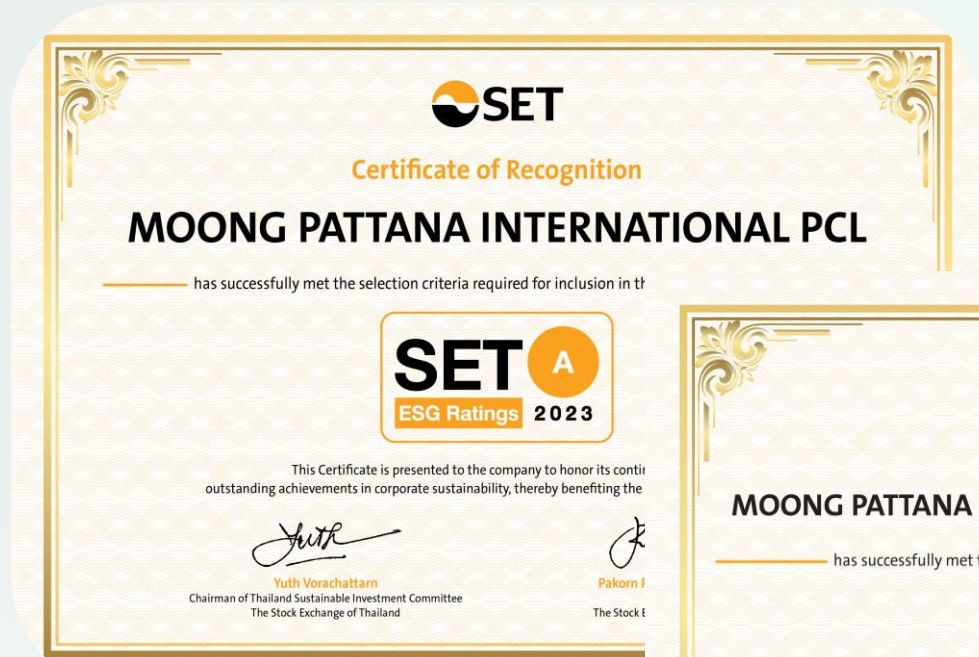 SET
Certificate of Recognition
MOONG PATTANA INTERNATIONAL PCL
has successfully met the selection criteria required for inclusion in th
SET A
ESG Ratings 2023
This Certificate is presented to the company to honor its contin
outstanding achievements in corporate sustainability, thereby benefiting the
Yuth
Yuth Vorachattarn
Chairman of Thailand Sustainable Investment Committee
The Stock Exchange of Thailand
Pakorn P
The Stock E
MOONG PATTANA
has successfully met t